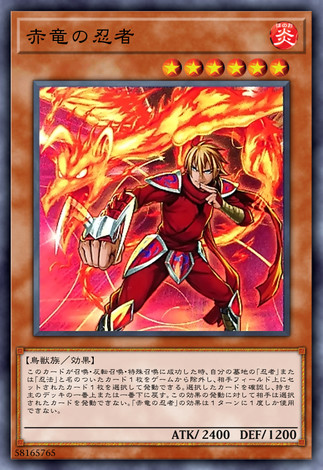 赤竜の忍者
ほのお
炎
【鳥獣族／効果】
このカードが召喚・反転召喚・特殊召喚に成功した時、自分の墓地の「忍者」また
は「忍法」と名のついたカード１枚をゲームから除外し、相手フィールド上にセ
ットされたカード１枚を選択して発動できる。選択したカードを確認し、持ち
主のデッキの一番上または一番下に戻す。この効果の発動に対して相手は選択
されたカードを発動できない。「赤竜の忍者」の効果は１ターンに１度しか使用
できない。
ATK/ 2400 DEF/1200
58165765